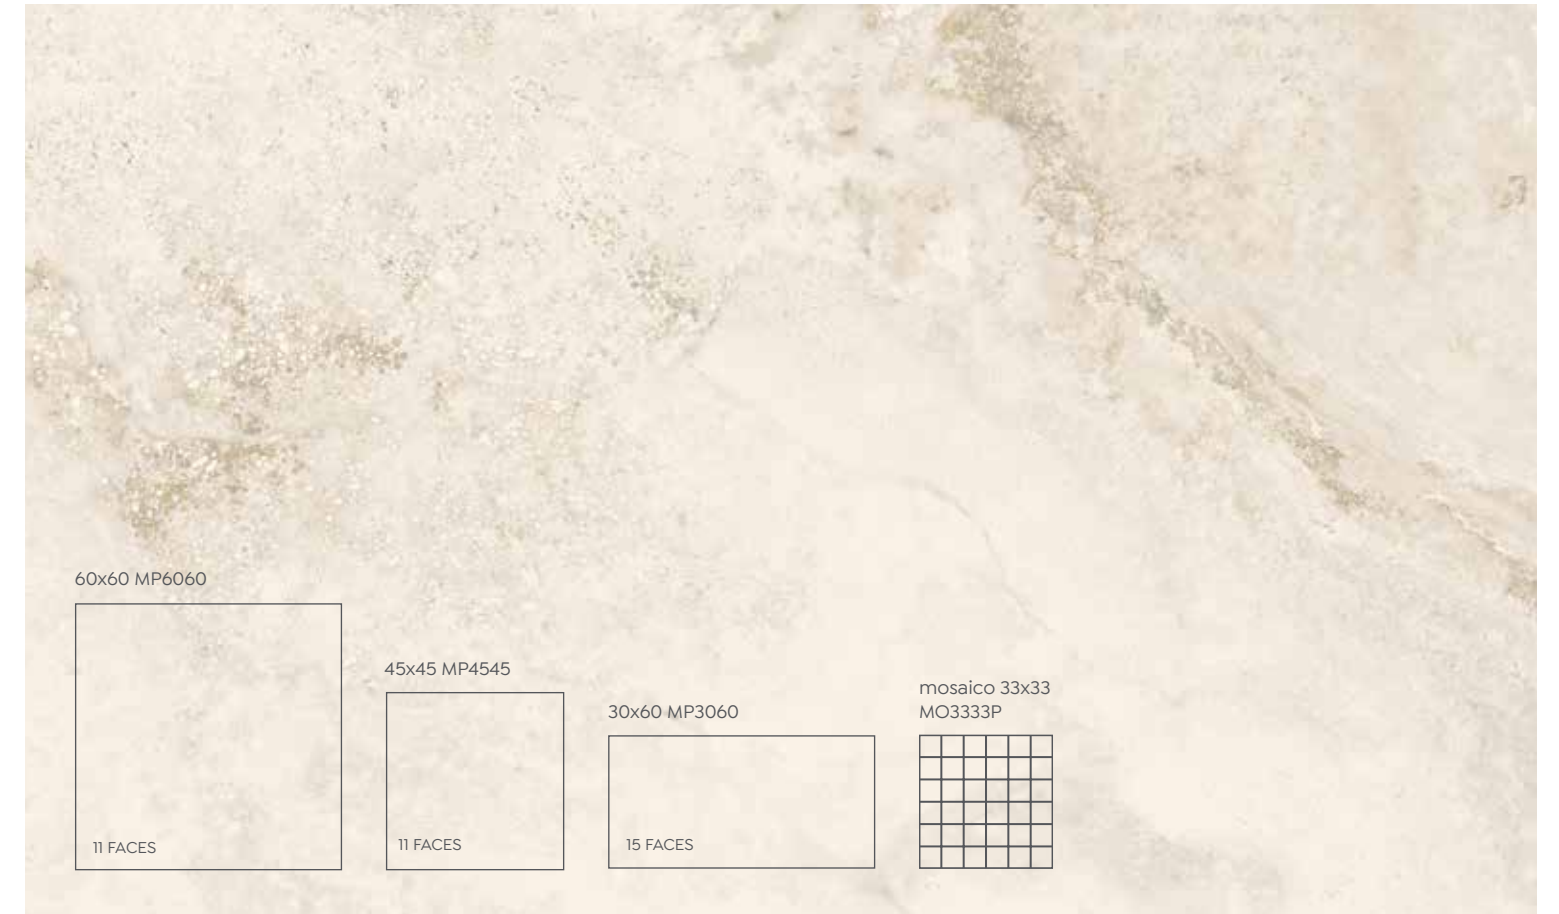 60x60 MP6060
11 FACES
45x45 MP4545
11 FACES
30x60 MP3060
15 FACES
mosaico 33x33
MO3333P